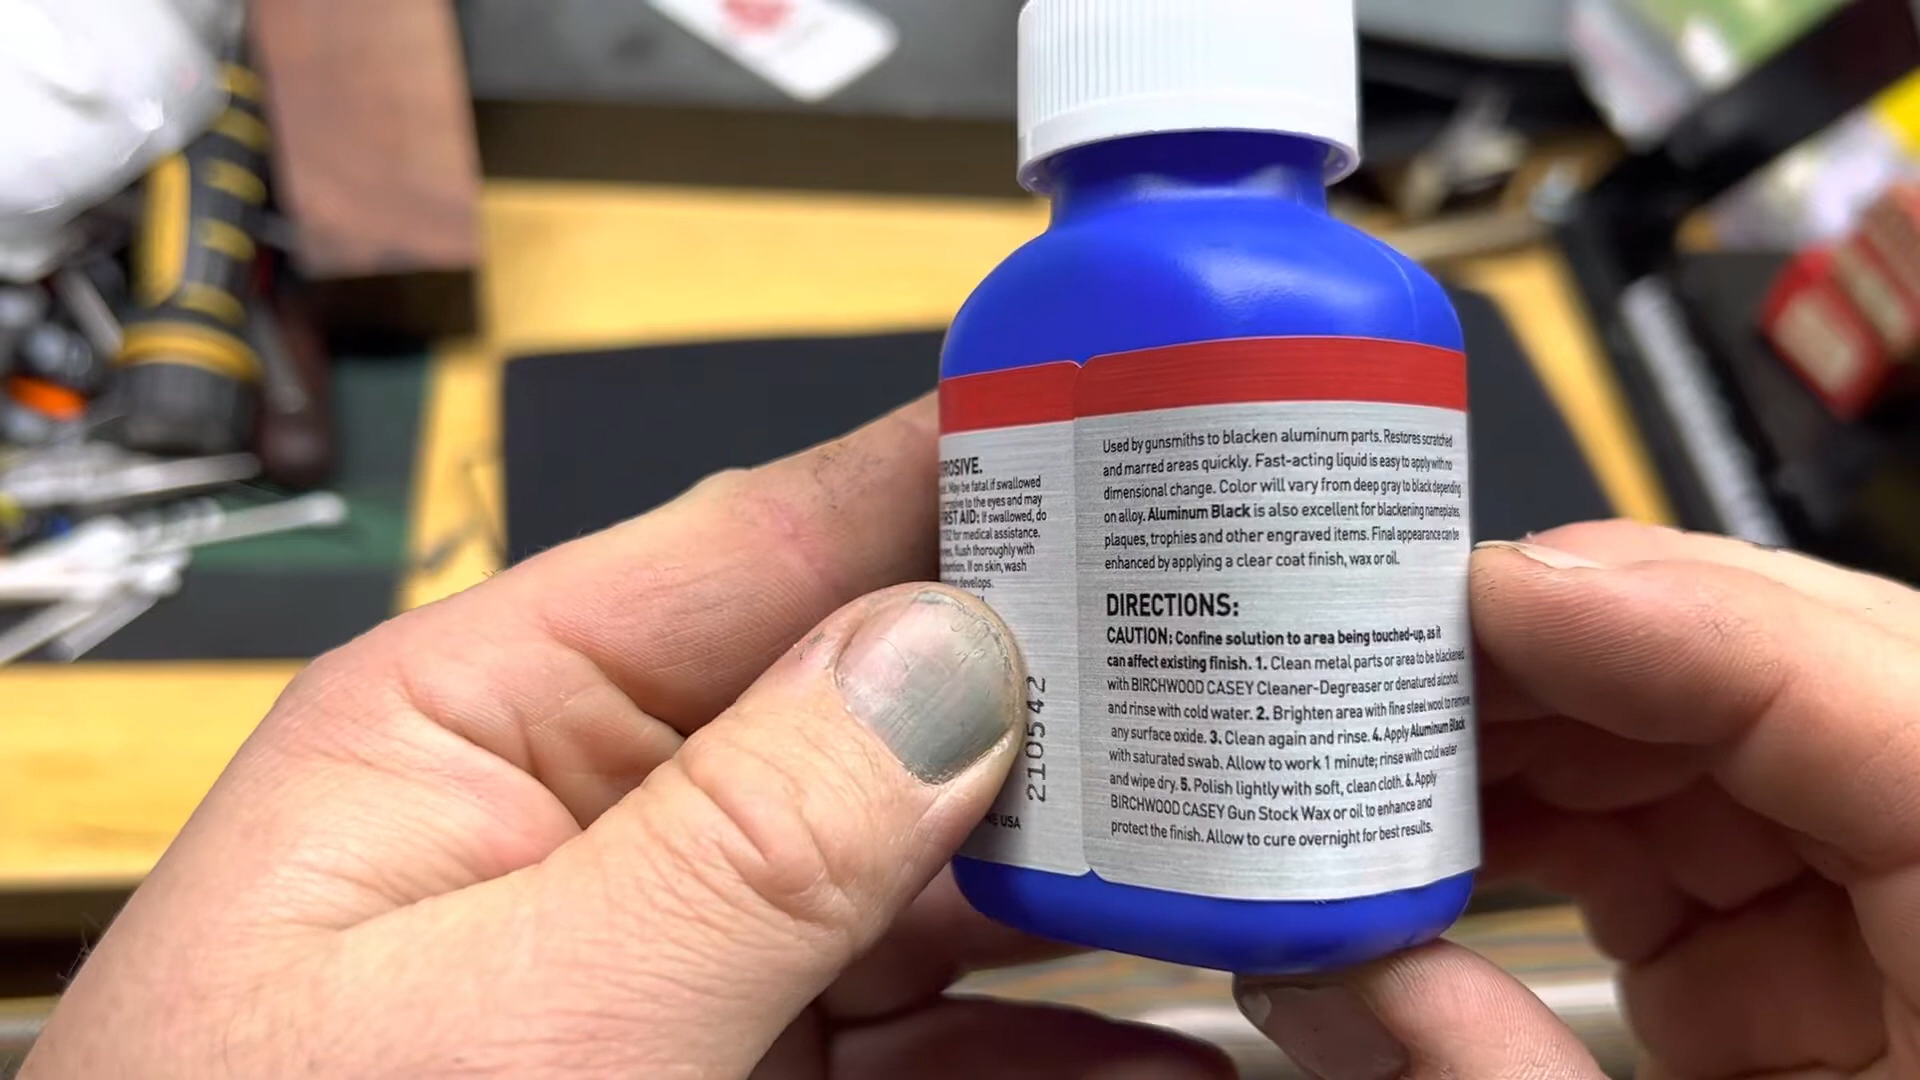 ROSIVE.
May be fatal if swallowed
to the eyes and may
FIRST AID: If swallowed, do
for medical assistance.
flush thoroughly with
If on skin, wash
develops.
210542
USA
Used by gunsmiths to blacken aluminum parts. Restores scratched
and marred areas quickly. Fast-acting liquid is easy to apply with no
dimensional change. Color will vary from deep gray to black depending
on alloy. Aluminum Black is also excellent for blackening nameplates,
plaques, trophies and other engraved items. Final appearance can be
enhanced by applying a clear coat finish, wax or oil.
DIRECTIONS:
CAUTION: Confine solution to area being touched-up, as it
can affect existing finish. 1. Clean metal parts or area to be blackened
with BIRCHWOOD CASEY Cleaner-Degreaser or denatured alcohol
and rinse with cold water. 2. Brighten area with fine steel wool to remove
any surface oxide. 3. Clean again and rinse. 4. Apply Aluminum Black
with saturated swab. Allow to work 1 minute; rinse with cold water
and wipe dry. 5. Polish lightly with soft, clean cloth. 6. Apply
BIRCHWOOD CASEY Gun Stock Wax or oil to enhance and
protect the finish. Allow to cure overnight for best results.